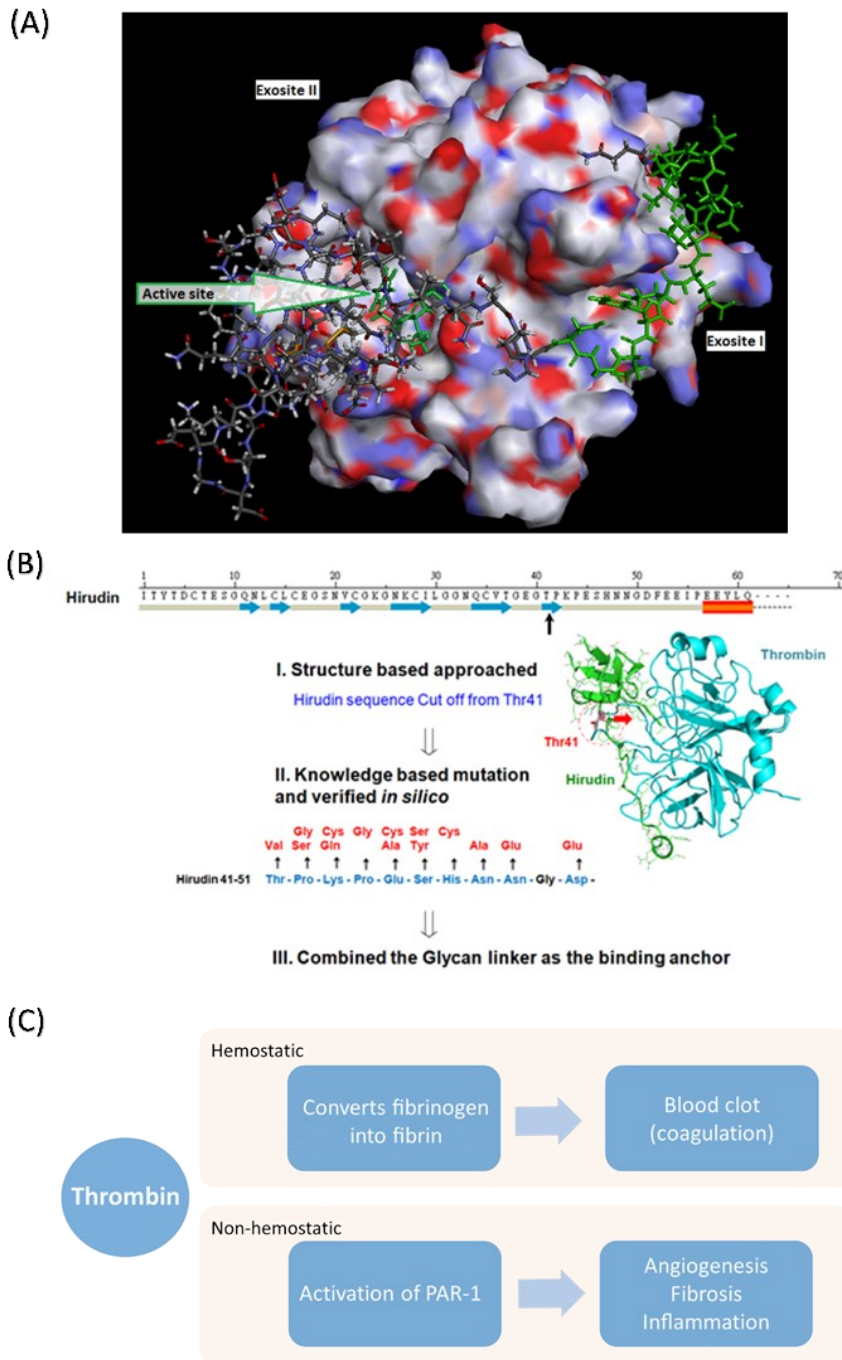 (A)
Exosite II
Active site
Exosite I
(B)
1 10 20 30 40 50 60 70
Hirudin
ITYTDCTESGQNLCLCEGSNVCGKGNKCILGGNQCVTGEGTPKPESHNNGDFEEIPEEYLQ----
I. Structure based approached
Hirudin sequence Cut off from Thr41
Thrombin
Thr41
Hirudin
II. Knowledge based mutation
and verified in silico
Gly Cys Gly Cys Ser Cys
Val Ser Gln Ala Tyr Ala Glu Glu
Hirudin 41-51 Thr - Pro - Lys - Pro - Glu - Ser - His - Asn - Asn - Gly - Asp -
III. Combined the Glycan linker as the binding anchor
(C)
Hemostatic
Converts fibrinogen
into fibrin
Blood clot
(coagulation)
Thrombin
Non-hemostatic
Activation of PAR-1
Angiogenesis
Fibrosis
Inflammation